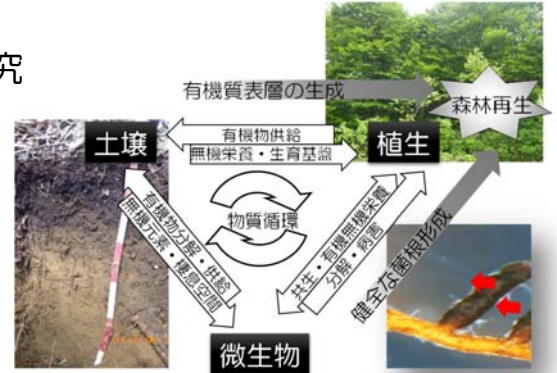 究
有機質表層の生成
森林再生
土壌
有機物供給
無機栄養・生育基盤
植生
物質循環
有機物分解・供給
無機元素・棲息空間
共生・有機無機栄養
分解・病害
健全な菌根形成
微生物